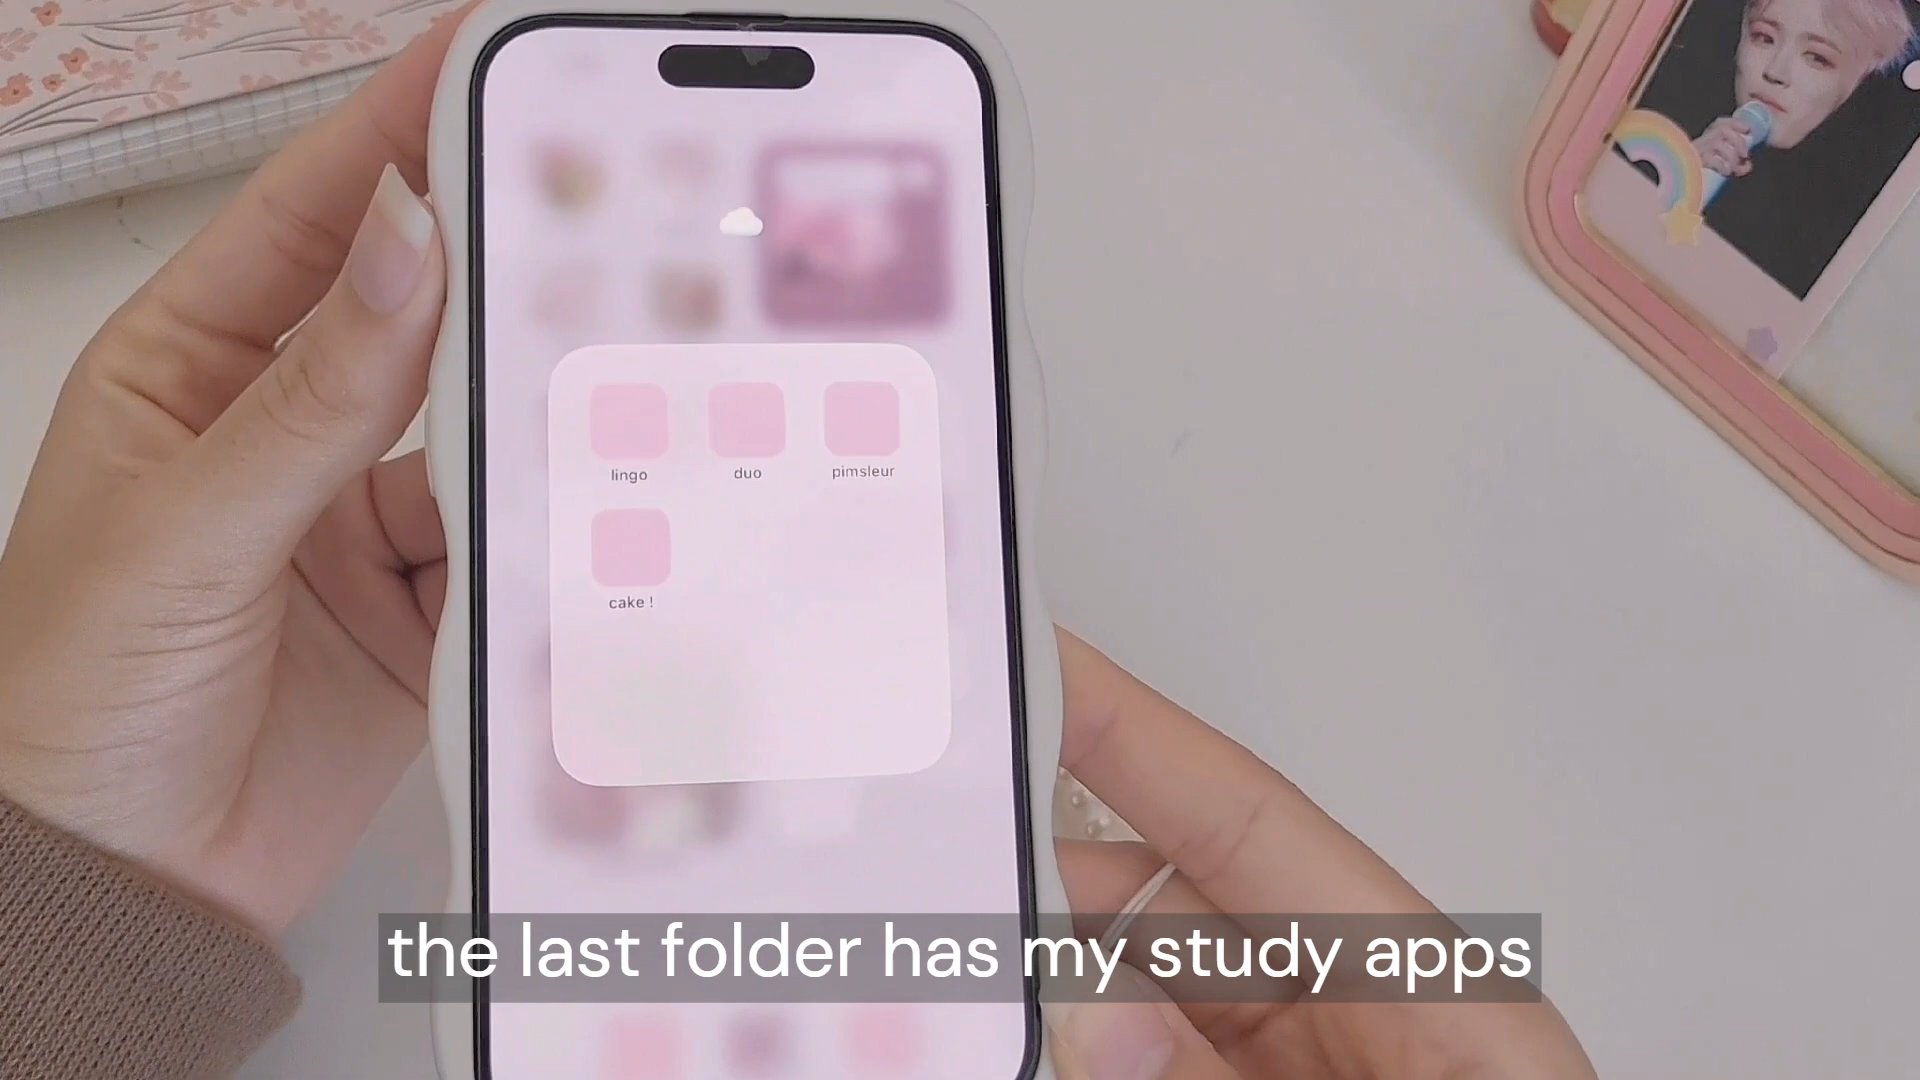 lingo
duo
pimsleur
cake !
the last folder has my study apps